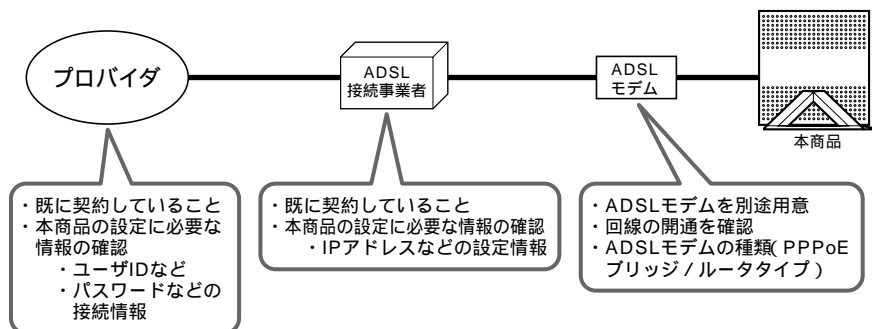 プロバイダ
ADSL
接続事業者
ADSL
モデム
本商品
・既に契約していること
・本商品の設定に必要な
情報の確認
・ユーザIDなど
・パスワードなどの
接続情報
・既に契約していること
・本商品の設定に必要な情報の確認
・IPアドレスなどの設定情報
・ADSLモデムを別途用意
・回線の開通を確認
・ADSLモデムの種類(PPPoE
ブリッジ/ルータタイプ)